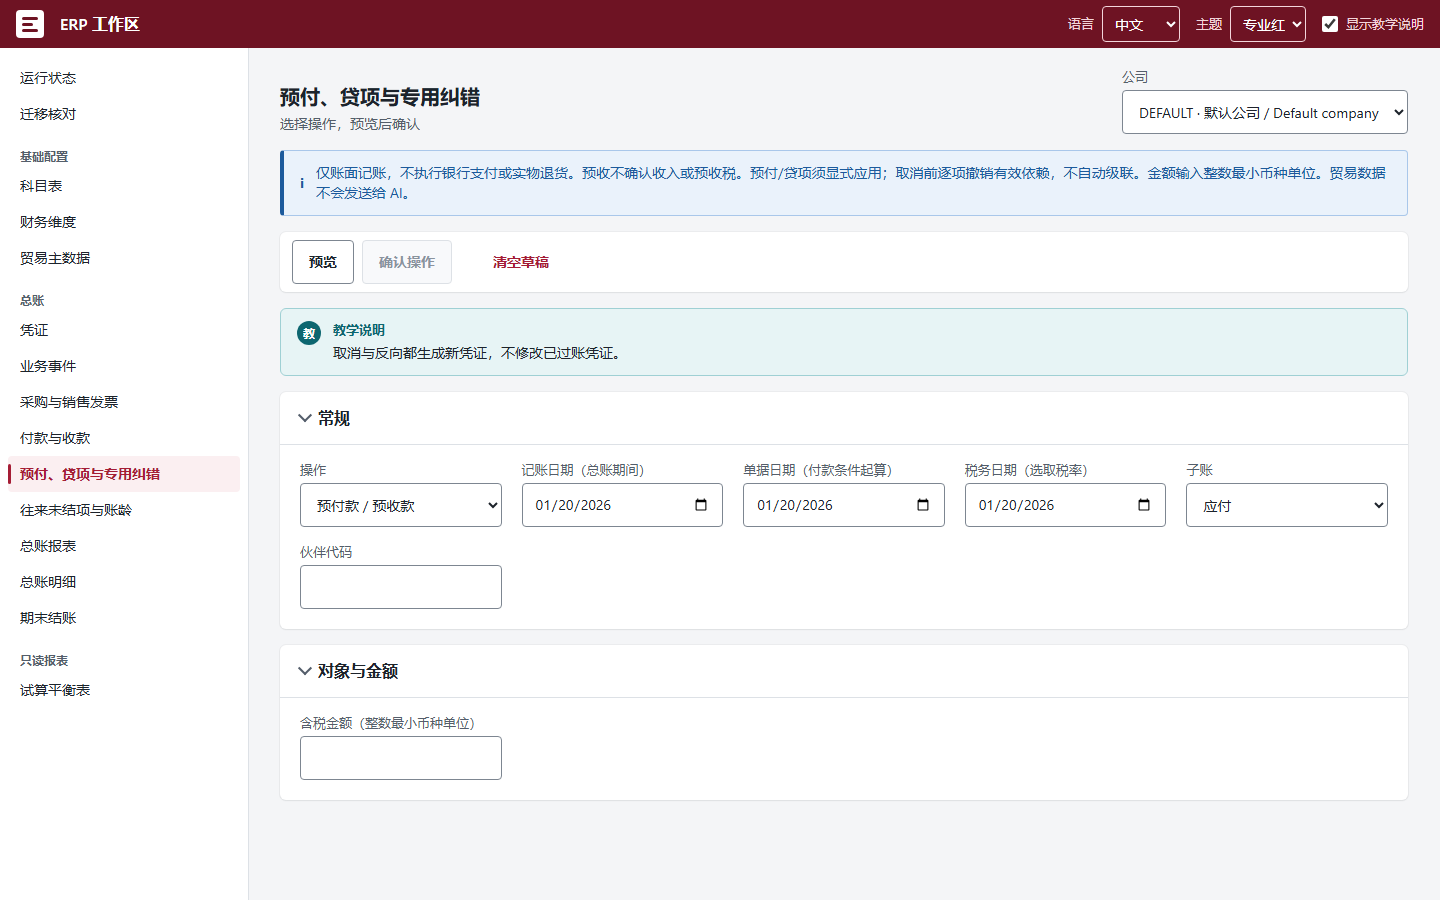 ERP 工作区
语言
中文
主题
专业红
显示教学说明
运行状态
迁移核对
基础配置
科目表
财务维度
贸易主数据
总账
凭证
业务事件
采购与销售发票
付款与收款
预付、贷项与专用纠错
往来未结项与账龄
总账报表
总账明细
期末结账
只读报表
试算平衡表
预付、贷项与专用纠错
选择操作，预览后确认
公司
DEFAULT · 默认公司 / Default company
i
仅账面记账，不执行银行支付或实物退货。预收不确认收入或预收税。预付/贷项须显式应用；取消前逐项撤销有效依赖，不自动级联。金额输入整数最小币种单位。贸易数据
不会发送给 AI。
预览
确认操作
清空草稿
教
教学说明
取消与反向都生成新凭证，不修改已过账凭证。
常规
操作
记账日期（总账期间）
单据日期（付款条件起算）
税务日期（选取税率）
子账
预付款 / 预收款
01/20/2026
01/20/2026
01/20/2026
应付
伙伴代码
对象与金额
含税金额（整数最小币种单位）